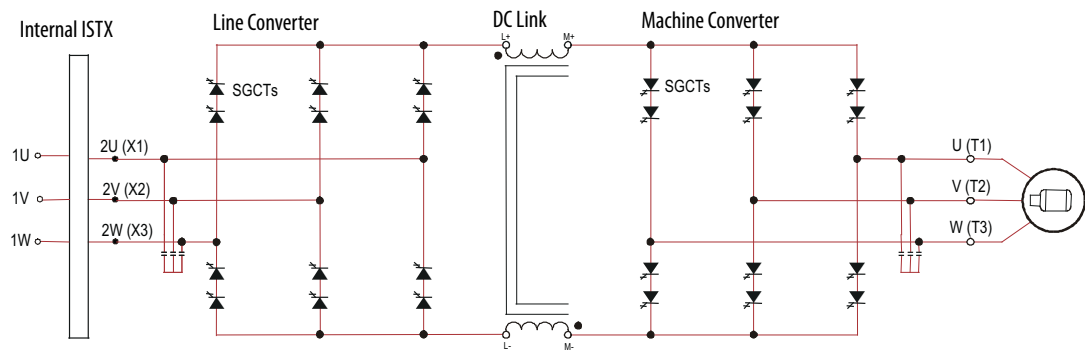 Internal ISTX
Line Converter
DC Link
Machine Converter
L+
M+
SGCTs
SGCTs
1U
2U (X1)
U (T1)
1V
2V (X2)
V (T2)
1W
2W (X3)
W (T3)
L-
M-